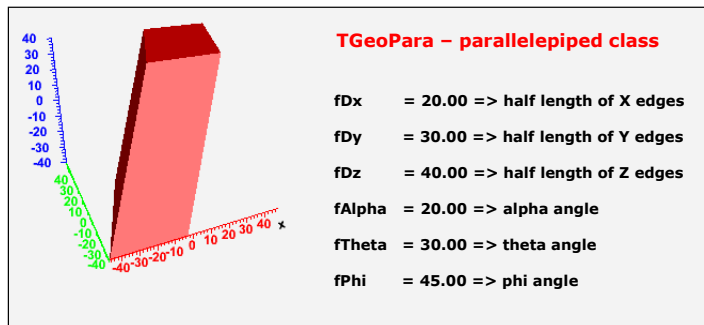 TGeoPara – parallelepiped class
fDx = 20.00 => half length of X edges
fDy = 30.00 => half length of Y edges
fDz = 40.00 => half length of Z edges
fAlpha = 20.00 => alpha angle
fTheta = 30.00 => theta angle
fPhi = 45.00 => phi angle
40
30
20
10
0
-10
-20
-30
-40
40
30
20
10
0
-10
-20
-30
-40
-40 -30 -20 -10 0 10 20 30 40
x